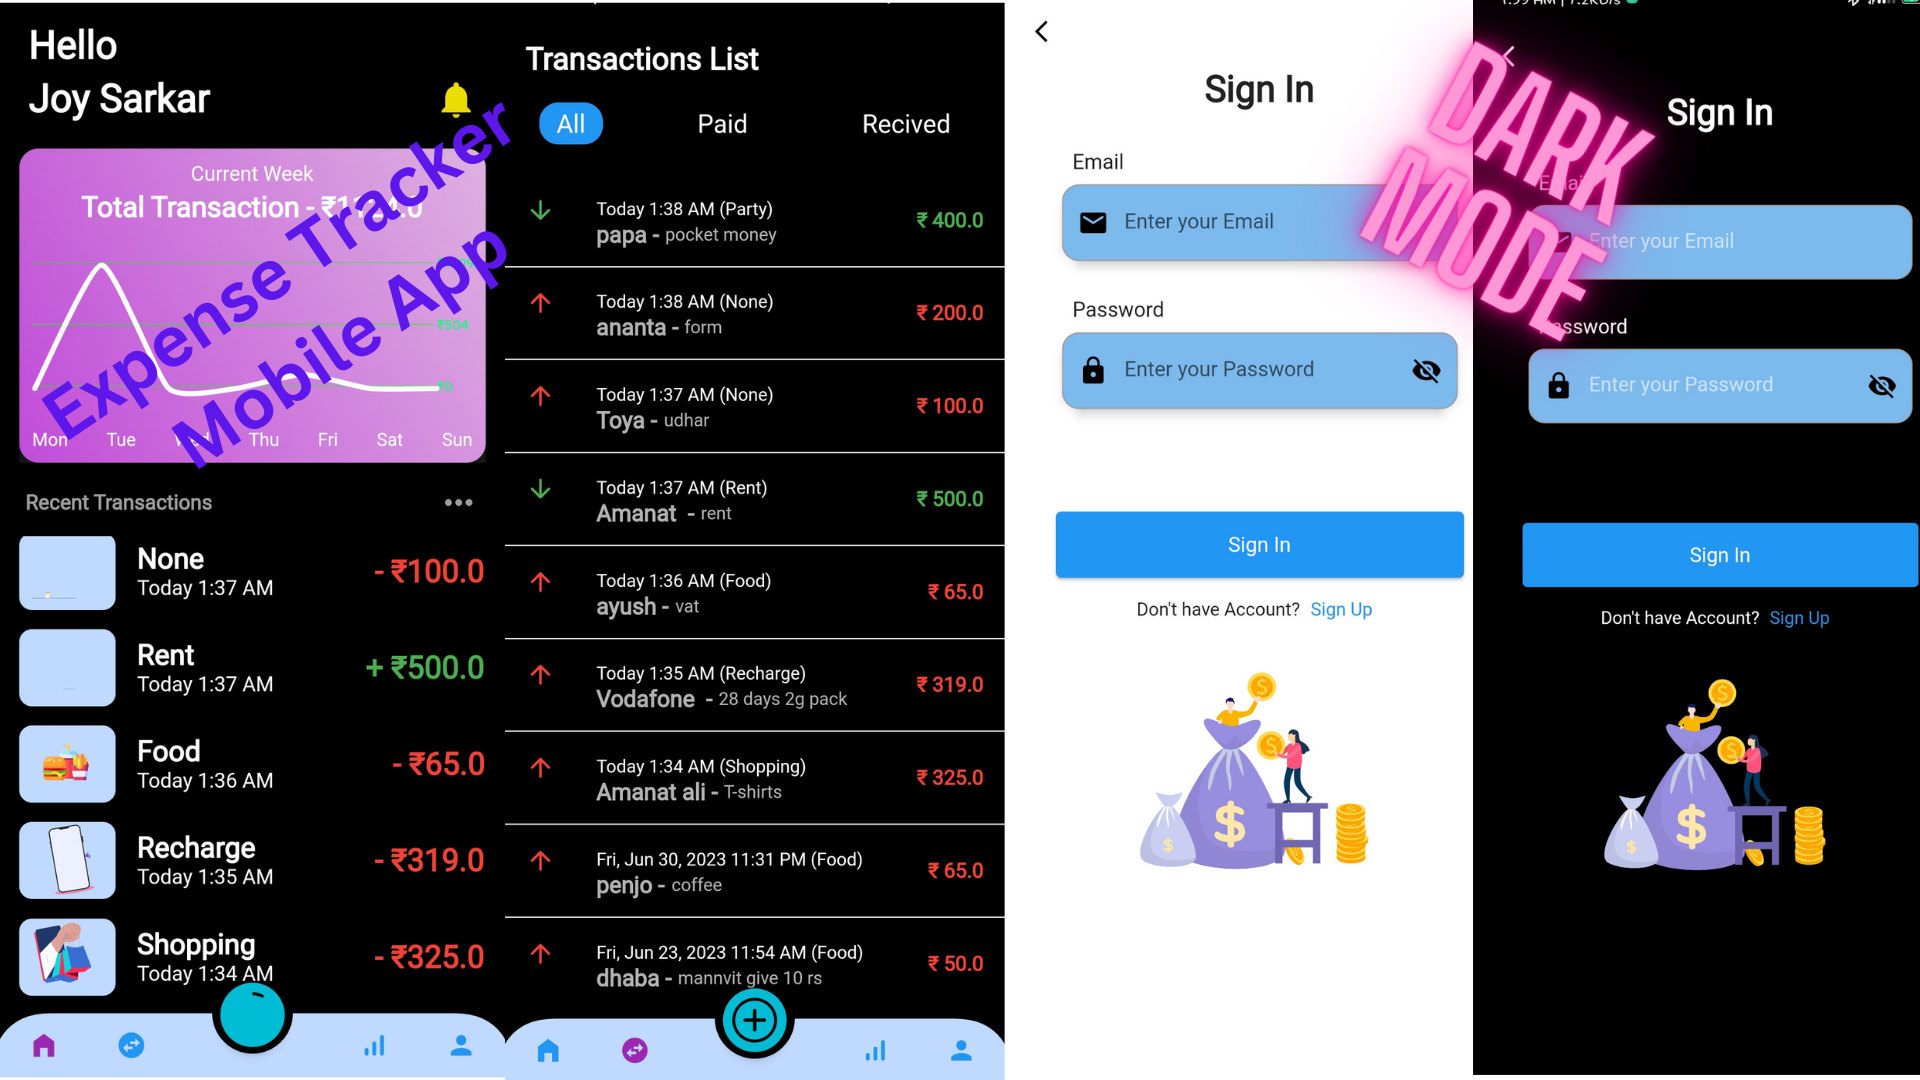 Hello
Joy Sarkar
Current Week
Total Transaction -
₹504
₹0
Mon Tue Wed Thu Fri Sat Sun
Expense Tracker
Mobile App
Recent Transactions
None
Today 1:37 AM
- ₹100.0
Rent
Today 1:37 AM
+ ₹500.0
Food
Today 1:36 AM
- ₹65.0
Recharge
Today 1:35 AM
- ₹319.0
Shopping
Today 1:34 AM
- ₹325.0
Transactions List
All Paid Recived
Today 1:38 AM (Party)
papa - pocket money
₹ 400.0
Today 1:38 AM (None)
ananta - form
₹ 200.0
Today 1:37 AM (None)
Toya - udhar
₹ 100.0
Today 1:37 AM (Rent)
Amanat - rent
₹ 500.0
Today 1:36 AM (Food)
ayush - vat
₹ 65.0
Today 1:35 AM (Recharge)
Vodafone - 28 days 2g pack
₹ 319.0
Today 1:34 AM (Shopping)
Amanat ali - T-shirts
₹ 325.0
Fri, Jun 30, 2023 11:31 PM (Food)
penjo - coffee
₹ 65.0
Fri, Jun 23, 2023 11:54 AM (Food)
dhaba - mannvit give 10 rs
₹ 50.0
Sign In
Email
Enter your Email
Password
Enter your Password
Sign In
Don't have Account? Sign Up
$
$
$
DARK
MODE
Sign In
Email
Enter your Email
Password
Enter your Password
Sign In
Don't have Account? Sign Up
$
$
$